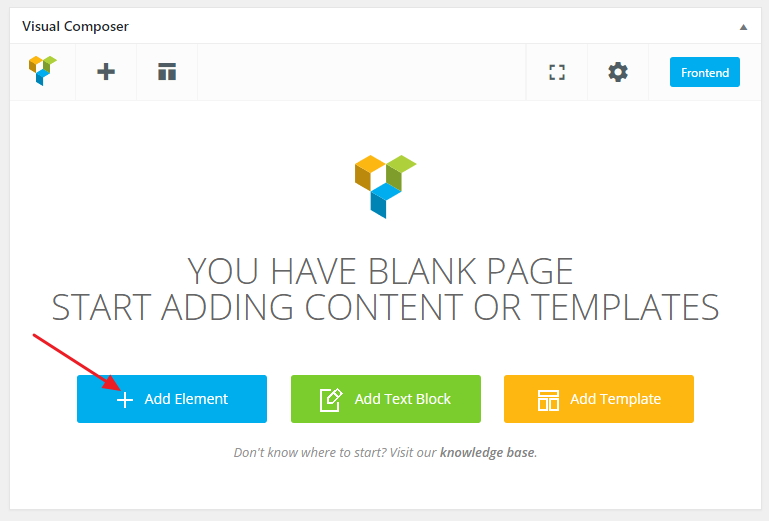 Visual Composer
Frontend
YOU HAVE BLANK PAGE
START ADDING CONTENT OR TEMPLATES
Add Element
Add Text Block
Add Template
Don't know where to start? Visit our knowledge base.